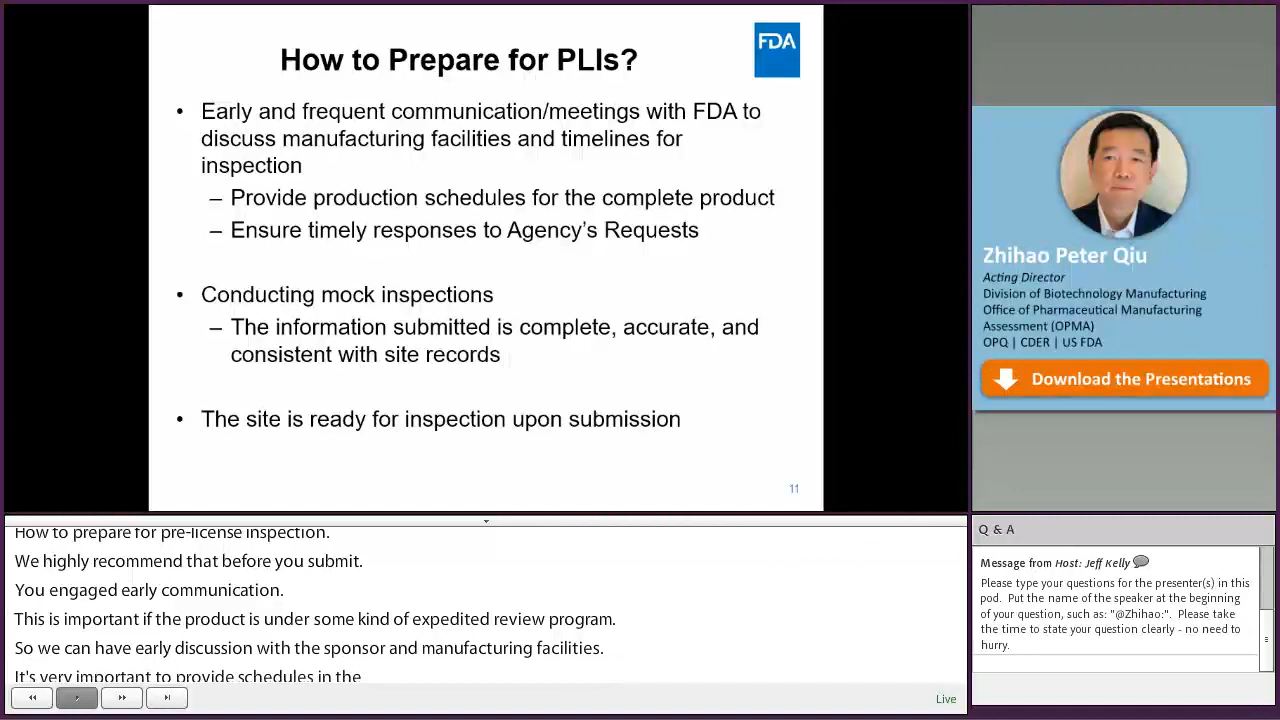 How to Prepare for PLIs?
FDA
• Early and frequent communication/meetings with FDA to
discuss manufacturing facilities and timelines for
inspection
– Provide production schedules for the complete product
– Ensure timely responses to Agency's Requests
• Conducting mock inspections
– The information submitted is complete, accurate, and
consistent with site records
• The site is ready for inspection upon submission
11
Zhihao Peter Qiu
Acting Director
Division of Biotechnology Manufacturing
Office of Pharmaceutical Manufacturing
Assessment (OPMA)
OPQ | CDER | US FDA
Download the Presentations
How to prepare for pre-license inspection.
We highly recommend that before you submit.
You engaged early communication.
This is important if the product is under some kind of expedited review program.
So we can have early discussion with the sponsor and manufacturing facilities.
It's very important to provide schedules in the
Live
Q & A
Message from Host: Jeff Kelly
Please type your questions for the presenter(s) in this
pod. Put the name of the speaker at the beginning
of your question, such as: "@Zhihao:". Please take
the time to state your question clearly - no need to
hurry.